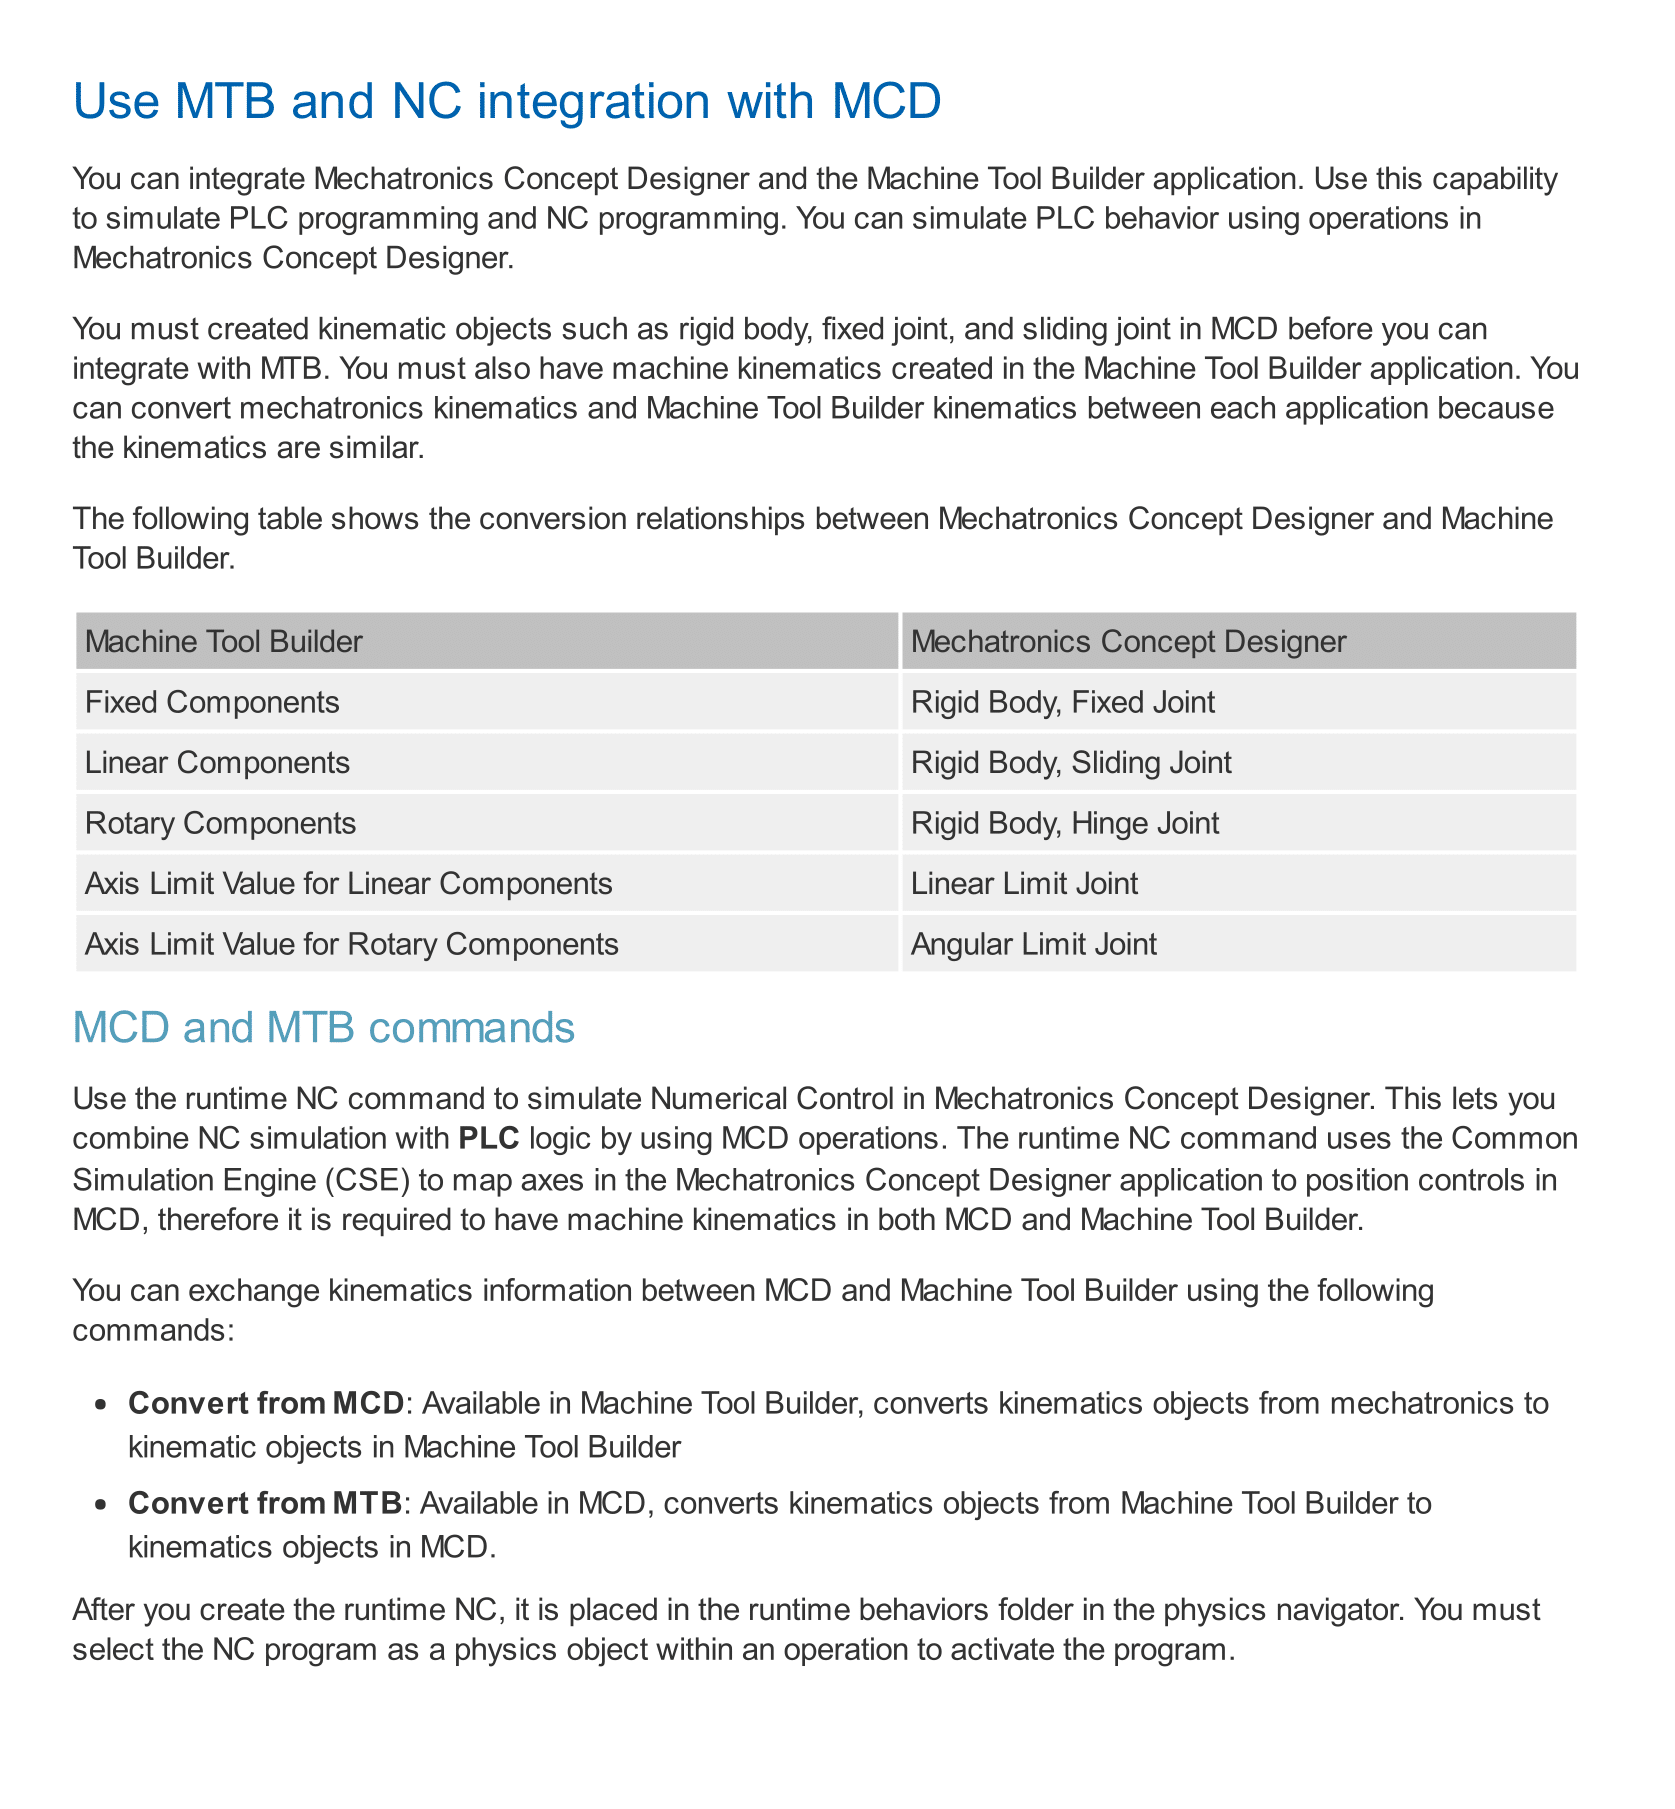 Use MTB and NC integration with MCD
You can integrate Mechatronics Concept Designer and the Machine Tool Builder application. Use this capability
to simulate PLC programming and NC programming. You can simulate PLC behavior using operations in
Mechatronics Concept Designer.
You must created kinematic objects such as rigid body, fixed joint, and sliding joint in MCD before you can
integrate with MTB. You must also have machine kinematics created in the Machine Tool Builder application. You
can convert mechatronics kinematics and Machine Tool Builder kinematics between each application because
the kinematics are similar.
The following table shows the conversion relationships between Mechatronics Concept Designer and Machine
Tool Builder.
Machine Tool Builder Mechatronics Concept Designer
Fixed Components Rigid Body, Fixed Joint
Linear Components Rigid Body, Sliding Joint
Rotary Components Rigid Body, Hinge Joint
Axis Limit Value for Linear Components Linear Limit Joint
Axis Limit Value for Rotary Components Angular Limit Joint
MCD and MTB commands
Use the runtime NC command to simulate Numerical Control in Mechatronics Concept Designer. This lets you
combine NC simulation with PLC logic by using MCD operations. The runtime NC command uses the Common
Simulation Engine (CSE) to map axes in the Mechatronics Concept Designer application to position controls in
MCD, therefore it is required to have machine kinematics in both MCD and Machine Tool Builder.
You can exchange kinematics information between MCD and Machine Tool Builder using the following
commands:
• Convert from MCD: Available in Machine Tool Builder, converts kinematics objects from mechatronics to
kinematic objects in Machine Tool Builder
• Convert from MTB: Available in MCD, converts kinematics objects from Machine Tool Builder to
kinematics objects in MCD.
After you create the runtime NC, it is placed in the runtime behaviors folder in the physics navigator. You must
select the NC program as a physics object within an operation to activate the program.